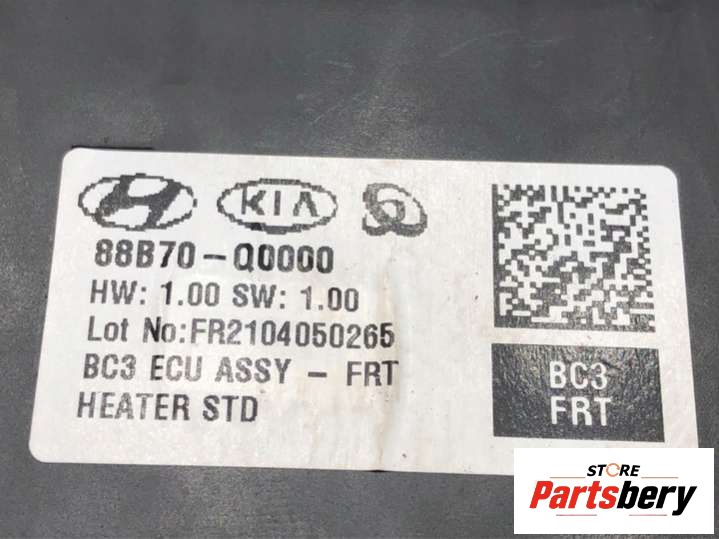 KIA
88B70-Q0000
HW: 1.00 SW: 1.00
Lot No:FR2104050265
BC3 ECU ASSY - FRT
HEATER STD
BC3
FRT
STORE
Partsbery